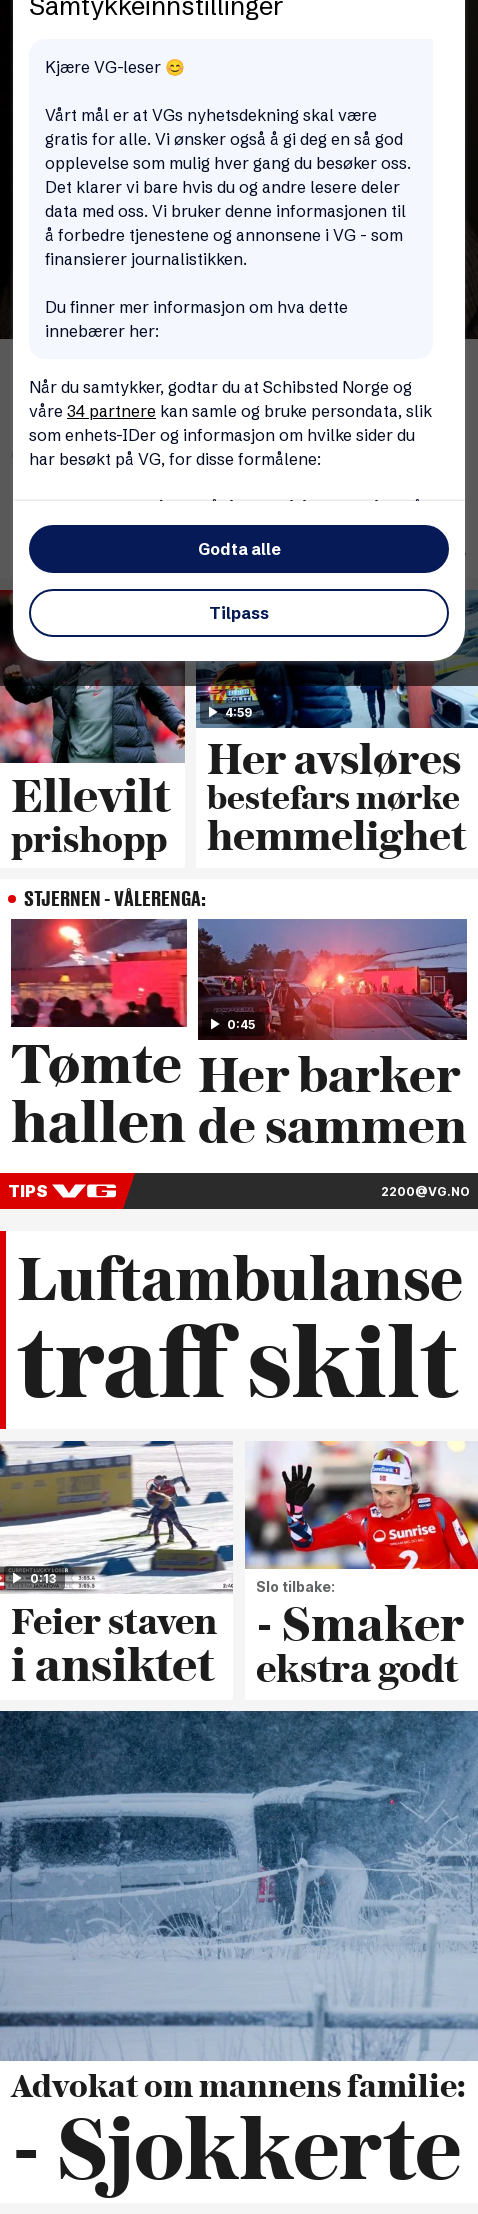 Samtykkeinnstillinger
Kjære VG-leser 😊
Vårt mål er at VGs nyhetsdekning skal være
gratis for alle. Vi ønsker også å gi deg en så god
opplevelse som mulig hver gang du besøker oss.
Det klarer vi bare hvis du og andre lesere deler
data med oss. Vi bruker denne informasjonen til
å forbedre tjenestene og annonsene i VG - som
finansierer journalistikken.
Du finner mer informasjon om hva dette
innebærer her:
Når du samtykker, godtar du at Schibsted Norge og
våre 34 partnere kan samle og bruke persondata, slik
som enhets-IDer og informasjon om hvilke sider du
har besøkt på VG, for disse formålene:
Godta alle
Tilpass
4:59
Ellevilt
prishopp
Her avsløres
bestefars mørke
hemmelighet
STJERNEN - VÅLERENGA:
0:45
Tømte
hallen
Her barker
de sammen
TIPS VG
2200@VG.NO
Luftambulanse
traff skilt
0:13
Feier staven
i ansiktet
Sunrise
2
Slo tilbake:
- Smaker
ekstra godt
Advokat om mannens familie:
- Sjokkerte